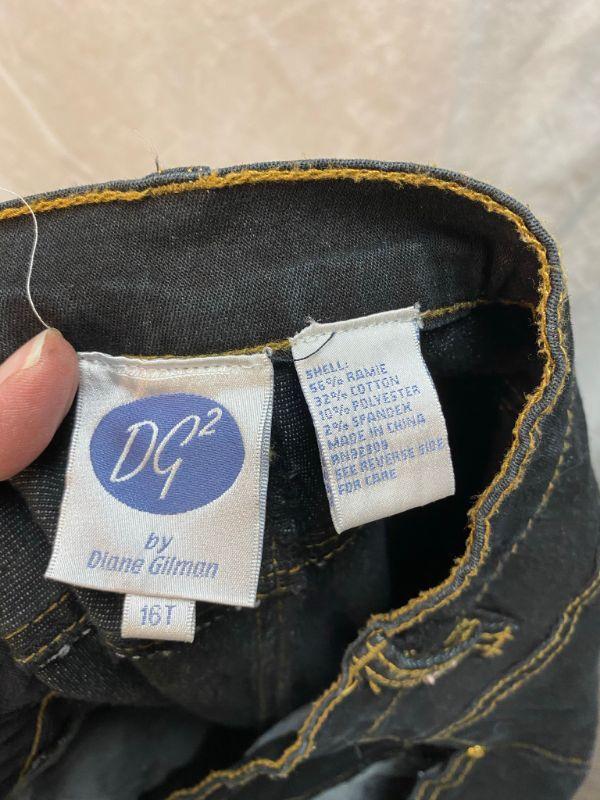 DG²
by
Diane Gilman
16T
SHELL:
56% RAMIE
32% COTTON
10% POLYESTER
2% SPANDEX
MADE IN CHINA
SEE REVERSE SIDE
FOR CARE